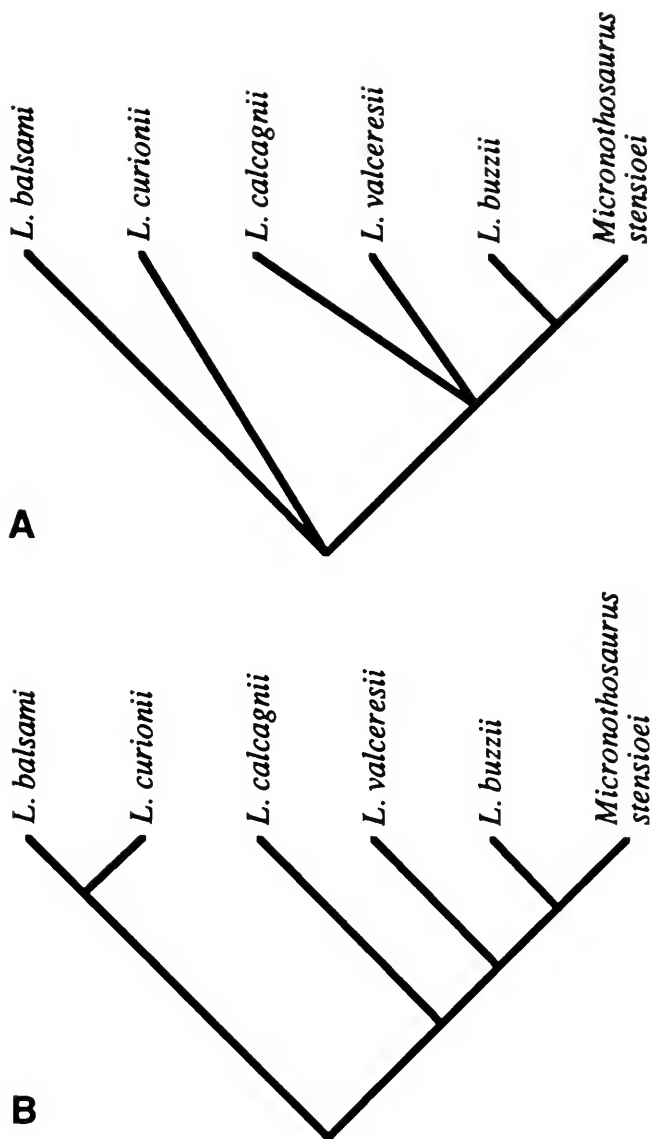 L. balsami
L. curionii
L. calcagnii
L. valceresii
L. buzzii
Micronothosaurus
stensioei
A
L. balsami
L. curionii
L. calcagnii
L. valceresii
L. buzzii
Micronothosaurus
stensioei
B